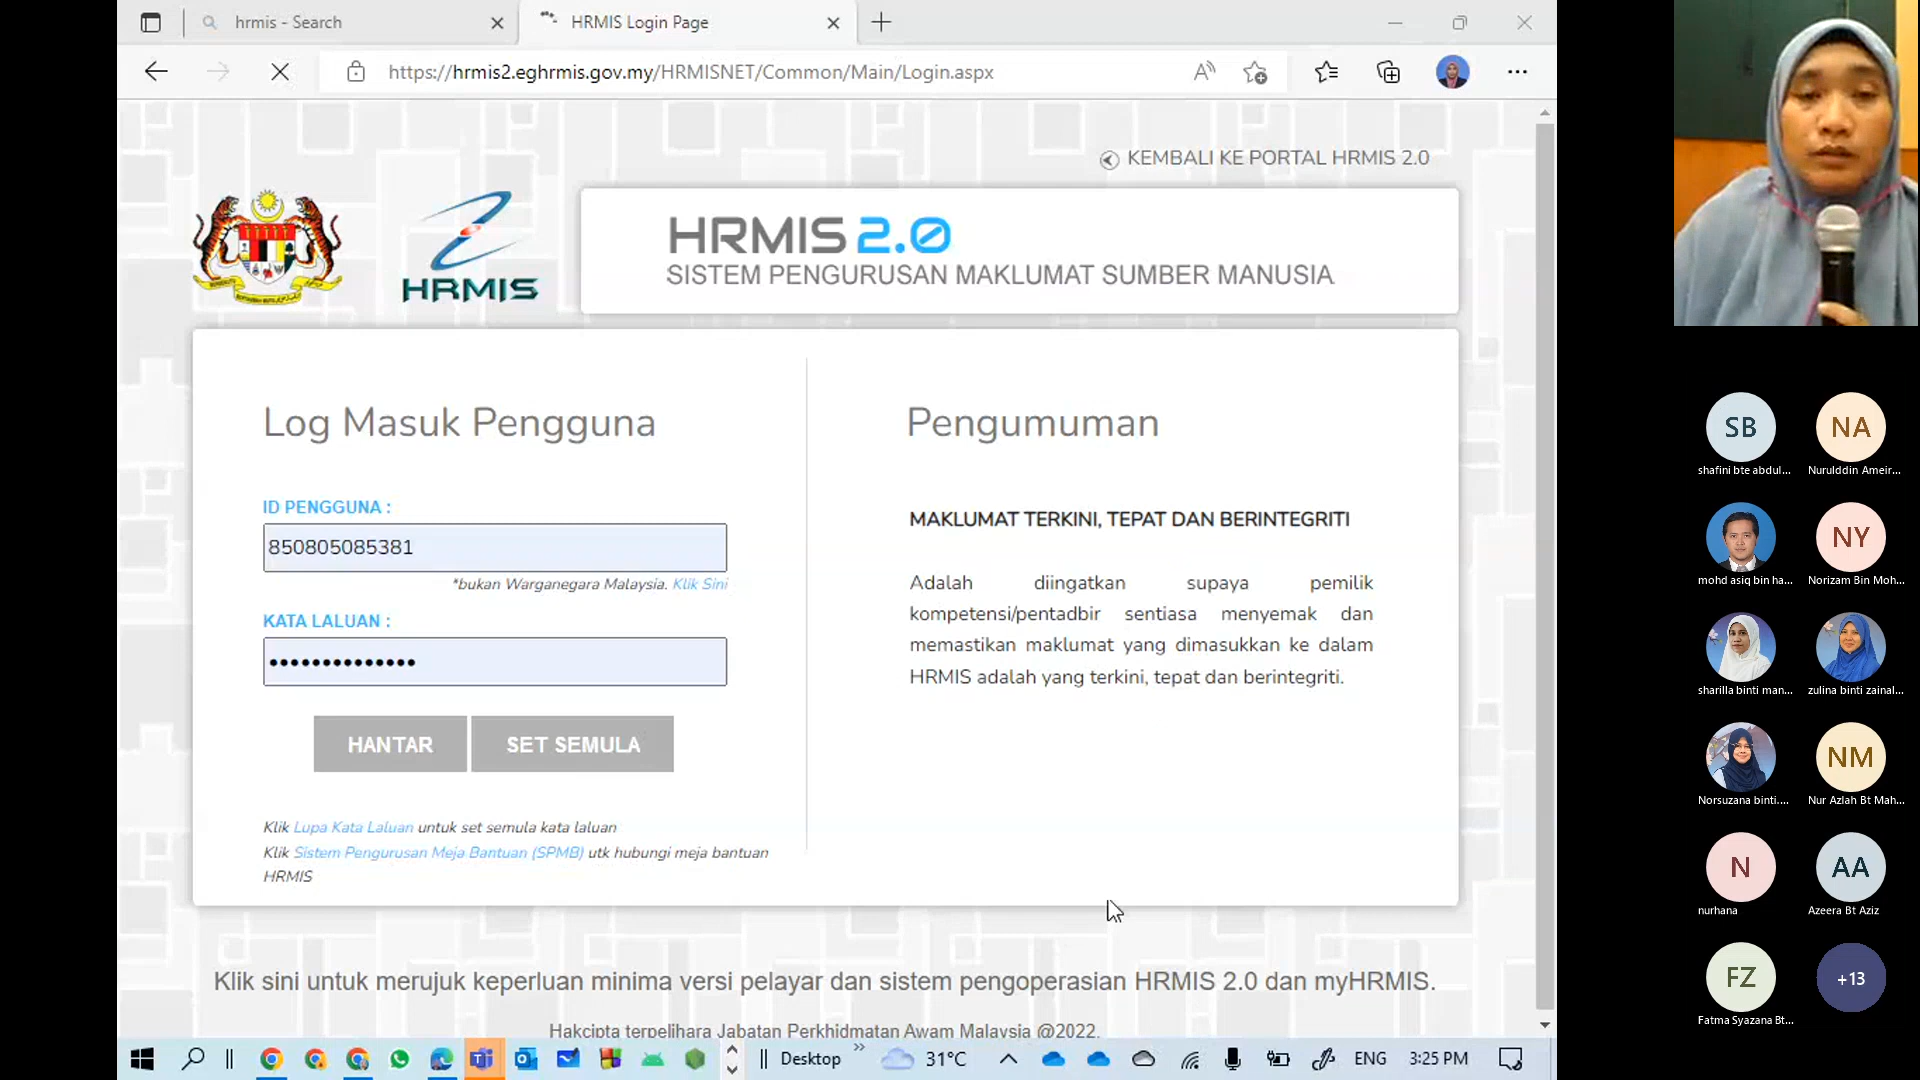 hrmis - Search
HRMIS Login Page
https://hrmis2.eghrmis.gov.my/HRMISNET/Common/Main/Login.aspx
KEMBALI KE PORTAL HRMIS 2.0
HRMIS
HRMIS 2.0
SISTEM PENGURUSAN MAKLUMAT SUMBER MANUSIA
Log Masuk Pengguna
ID PENGGUNA :
850805085381
*bukan Warganegara Malaysia. Klik Sini
KATA LALUAN :
••••••••••••••
HANTAR
SET SEMULA
Klik Lupa Kata Laluan untuk set semula kata laluan
Klik Sistem Pengurusan Meja Bantuan (SPMB) utk hubungi meja bantuan
HRMIS
Pengumuman
MAKLUMAT TERKINI, TEPAT DAN BERINTEGRITI
Adalah diingatkan supaya pemilik
kompetensi/pentadbir sentiasa menyemak dan
memastikan maklumat yang dimasukkan ke dalam
HRMIS adalah yang terkini, tepat dan berintegriti.
Klik sini untuk merujuk keperluan minima versi pelayar dan sistem pengoperasian HRMIS 2.0 dan myHRMIS.
Hakcipta terpelihara Jabatan Perkhidmatan Awam Malaysia @2022.
Desktop
31°C
ENG
3:25 PM
SB
NA
shafini bte abdul...
Nurulddin Ameir...
NY
mohd asiq bin ha...
Norizam Bin Moh...
sharilla binti man...
zulina binti zainal...
NM
Norsuzana binti....
Nur Azlah Bt Mah...
N
AA
nurhana
Azeera Bt Aziz
FZ
+13
Fatma Syazana Bt...